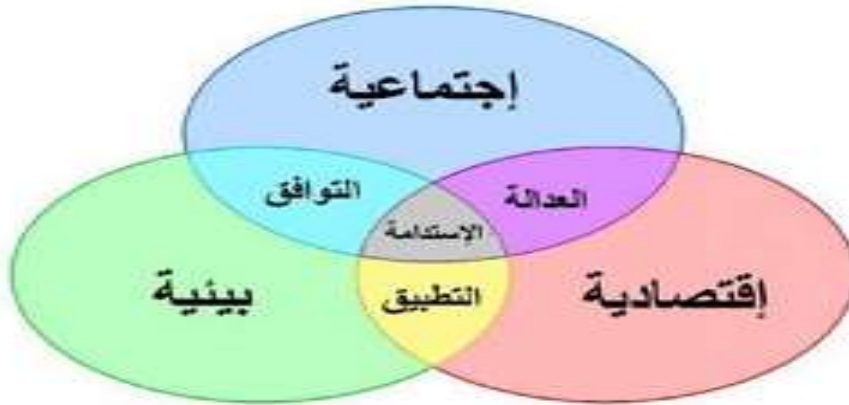 إجتماعية
التوافق
العدالة
الإستدامة
بيئية
التطبيق
إقتصادية